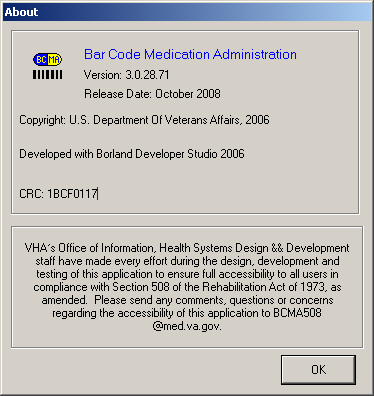 About
BC MA
Bar Code Medication Administration
Version: 3.0.28.71
Release Date: October 2008
Copyright: U.S. Department Of Veterans Affairs, 2006
Developed with Borland Developer Studio 2006
CRC: 1BCF0117
VHA's Office of Information, Health Systems Design && Development
staff have made every effort during the design, development and
testing of this application to ensure full accessibility to all users in
compliance with Section 508 of the Rehabilitation Act of 1973, as
amended.  Please send any comments, questions or concerns
regarding the accessibility of this application to BCMA508
@med.va.gov.
OK